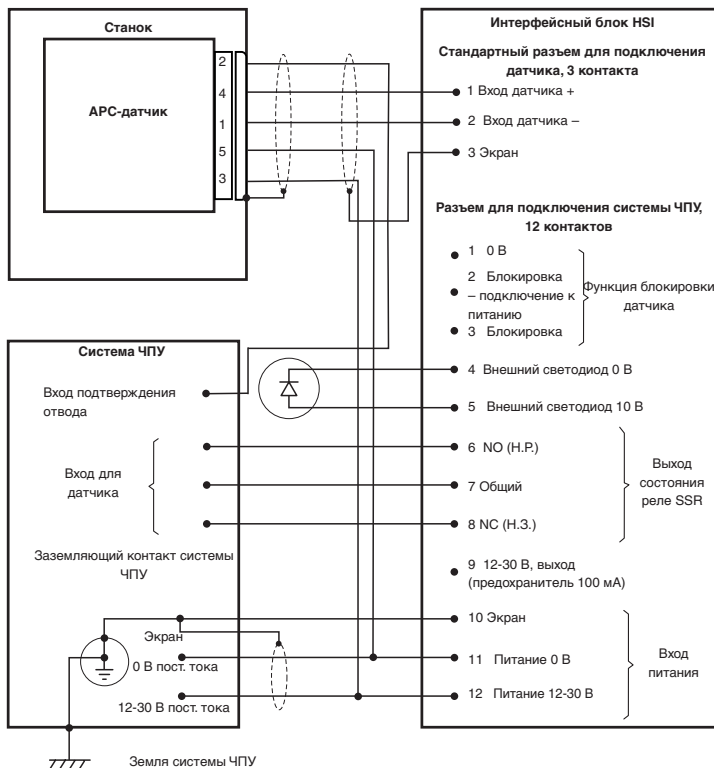 Станок
АРС-датчик
2
4
1
5
3
Интерфейсный блок HSI
Стандартный разъем для подключения
датчика, 3 контакта
1 Вход датчика +
2 Вход датчика –
3 Экран
Разъем для подключения системы ЧПУ,
12 контактов
1 0 В
2 Блокировка
– подключение к
питанию
3 Блокировка
Функция блокировки
датчика
4 Внешний светодиод 0 В
5 Внешний светодиод 10 В
6 NO (Н.Р.)
7 Общий
8 NC (Н.З.)
Выход
состояния
реле SSR
9 12-30 В, выход
(предохранитель 100 мА)
10 Экран
11 Питание 0 В
12 Питание 12-30 В
Вход
питания
Система ЧПУ
Вход подтверждения
отвода
Вход для
датчика
Заземляющий контакт системы
ЧПУ
Экран
0 В пост. тока
12-30 В пост. тока
Земля системы ЧПУ